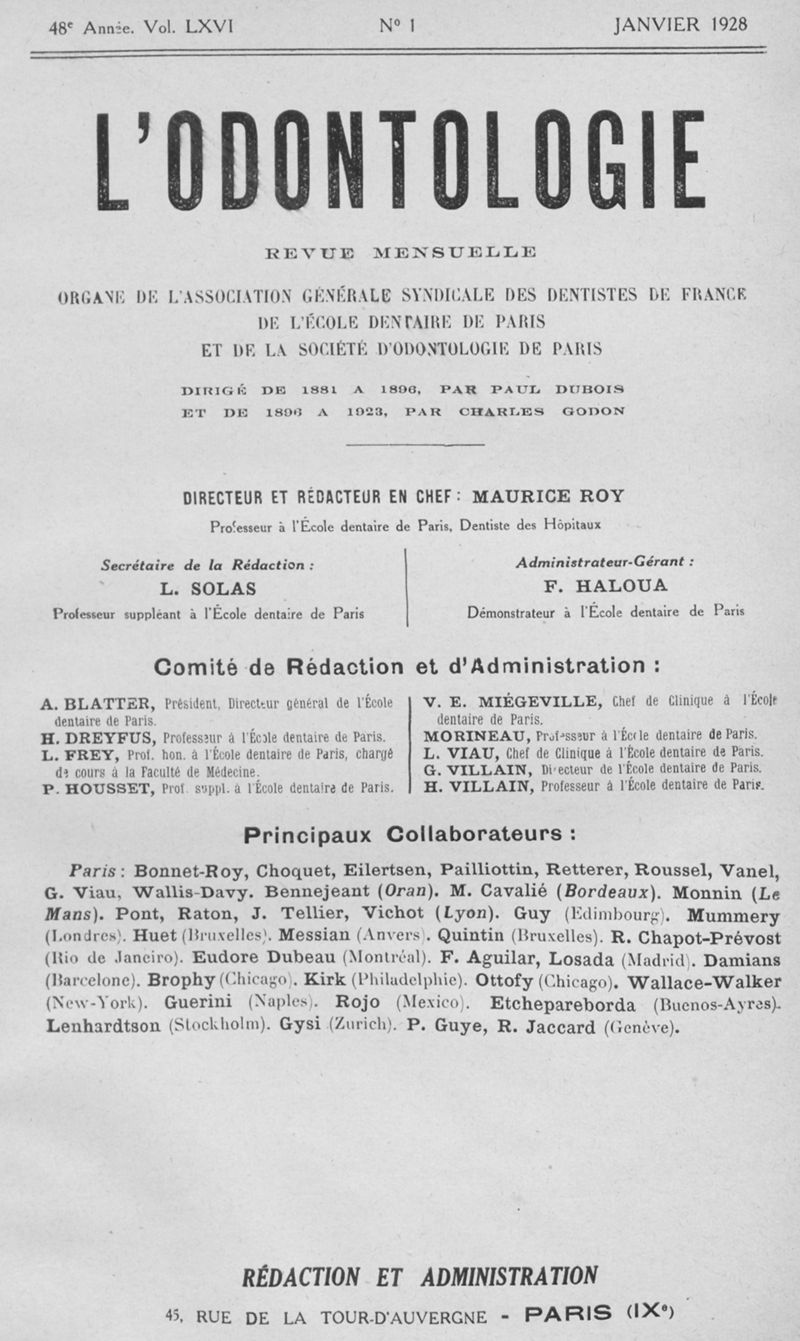 48e Année. Vol. LXVI N° 1 JANVIER 1928
L'ODONTOLOGIE
REVUE MENSUELLE
ORGANE DE L'ASSOCIATION GÉNÉRALE SYNDICALE DES DENTISTES DE FRANCE
DE L'ÉCOLE DENTAIRE DE PARIS
ET DE LA SOCIÉTÉ D'ODONTOLOGIE DE PARIS
DIRIGÉ DE 1881 A 1896, PAR PAUL DUBOIS
ET DE 1896 A 1923, PAR CHARLES GODON
DIRECTEUR ET RÉDACTEUR EN CHEF : MAURICE ROY
Professeur à l'École dentaire de Paris, Dentiste des Hôpitaux
Secrétaire de la Rédaction :
L. SOLAS
Professeur suppléant à l'École dentaire de Paris
Administrateur-Gérant :
F. HALOUA
Démonstrateur à l'École dentaire de Paris
Comité de Rédaction et d'Administration :
A. BLATTER, Président, Directeur général de l'École
dentaire de Paris.
H. DREYFUS, Professeur à l'École dentaire de Paris.
L. FREY, Prof. hon. à l'École dentaire de Paris, chargé
de cours à la Faculté de Médecine.
P. HOUSSET, Prof. suppl. à l'École dentaire de Paris.
V. E. MIÉGEVILLE, Chef de Clinique à l'École
dentaire de Paris.
MORINEAU, Professeur à l'École dentaire de Paris.
L. VIAU, Chef de Clinique à l'École dentaire de Paris.
G. VILLAIN, Directeur de l'École dentaire de Paris.
H. VILLAIN, Professeur à l'École dentaire de Paris.
Principaux Collaborateurs :
Paris : Bonnet-Roy, Choquet, Eilertsen, Pailliottin, Retterer, Roussel, Vanel,
G. Viau, Wallis-Davy. Bennejeant (Oran). M. Cavalié (Bordeaux). Monnin (Le
Mans). Pont, Raton, J. Tellier, Vichot (Lyon). Guy (Edimbourg). Mummery
(Londres). Huet (Bruxelles). Messian (Anvers). Quintin (Bruxelles). R. Chapot-Prévost
(Rio de Janeiro). Eudore Dubeau (Montréal). F. Aguilar, Losada (Madrid). Damians
(Barcelone). Brophy (Chicago). Kirk (Philadelphie). Ottofy (Chicago). Wallace-Walker
(New-York). Guerini (Naples). Rojo (Mexico). Etchepareborda (Buenos-Ayres).
Lenhardtson (Stockholm). Gysi (Zurich). P. Guye, R. Jaccard (Genève).
RÉDACTION ET ADMINISTRATION
45, RUE DE LA TOUR-D'AUVERGNE - PARIS (IXe)